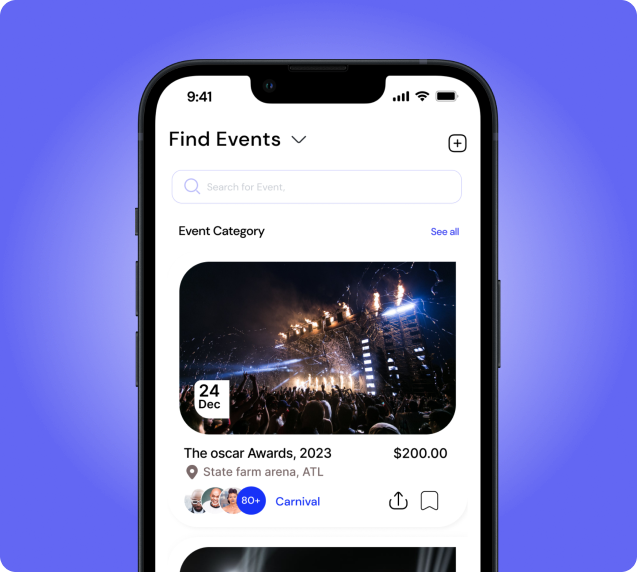 9:41
Find Events
Search for Event,
Event Category
See all
24
Dec
The oscar Awards, 2023
$200.00
State farm arena, ATL
80+
Carnival